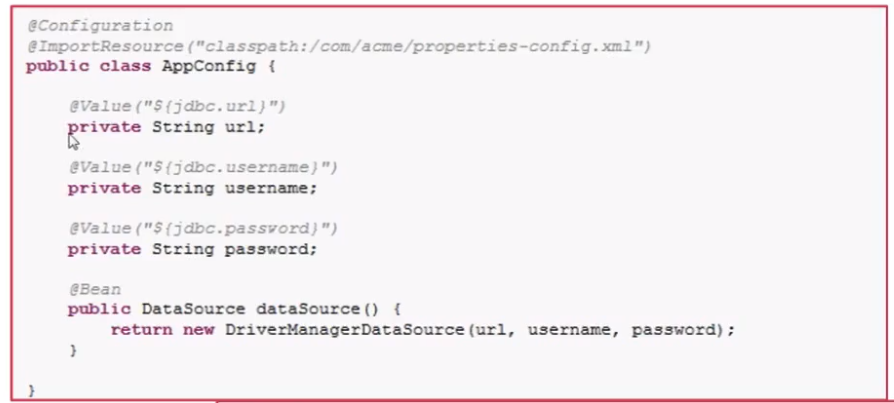 @Configuration
@ImportResource("classpath:/com/acme/properties-config.xml")
public class AppConfig {
@Value("${jdbc.url}")
private String url;
@Value("${jdbc.username}")
private String username;
@Value("${jdbc.password}")
private String password;
@Bean
public DataSource dataSource() {
return new DriverManagerDataSource(url, username, password);
}
}